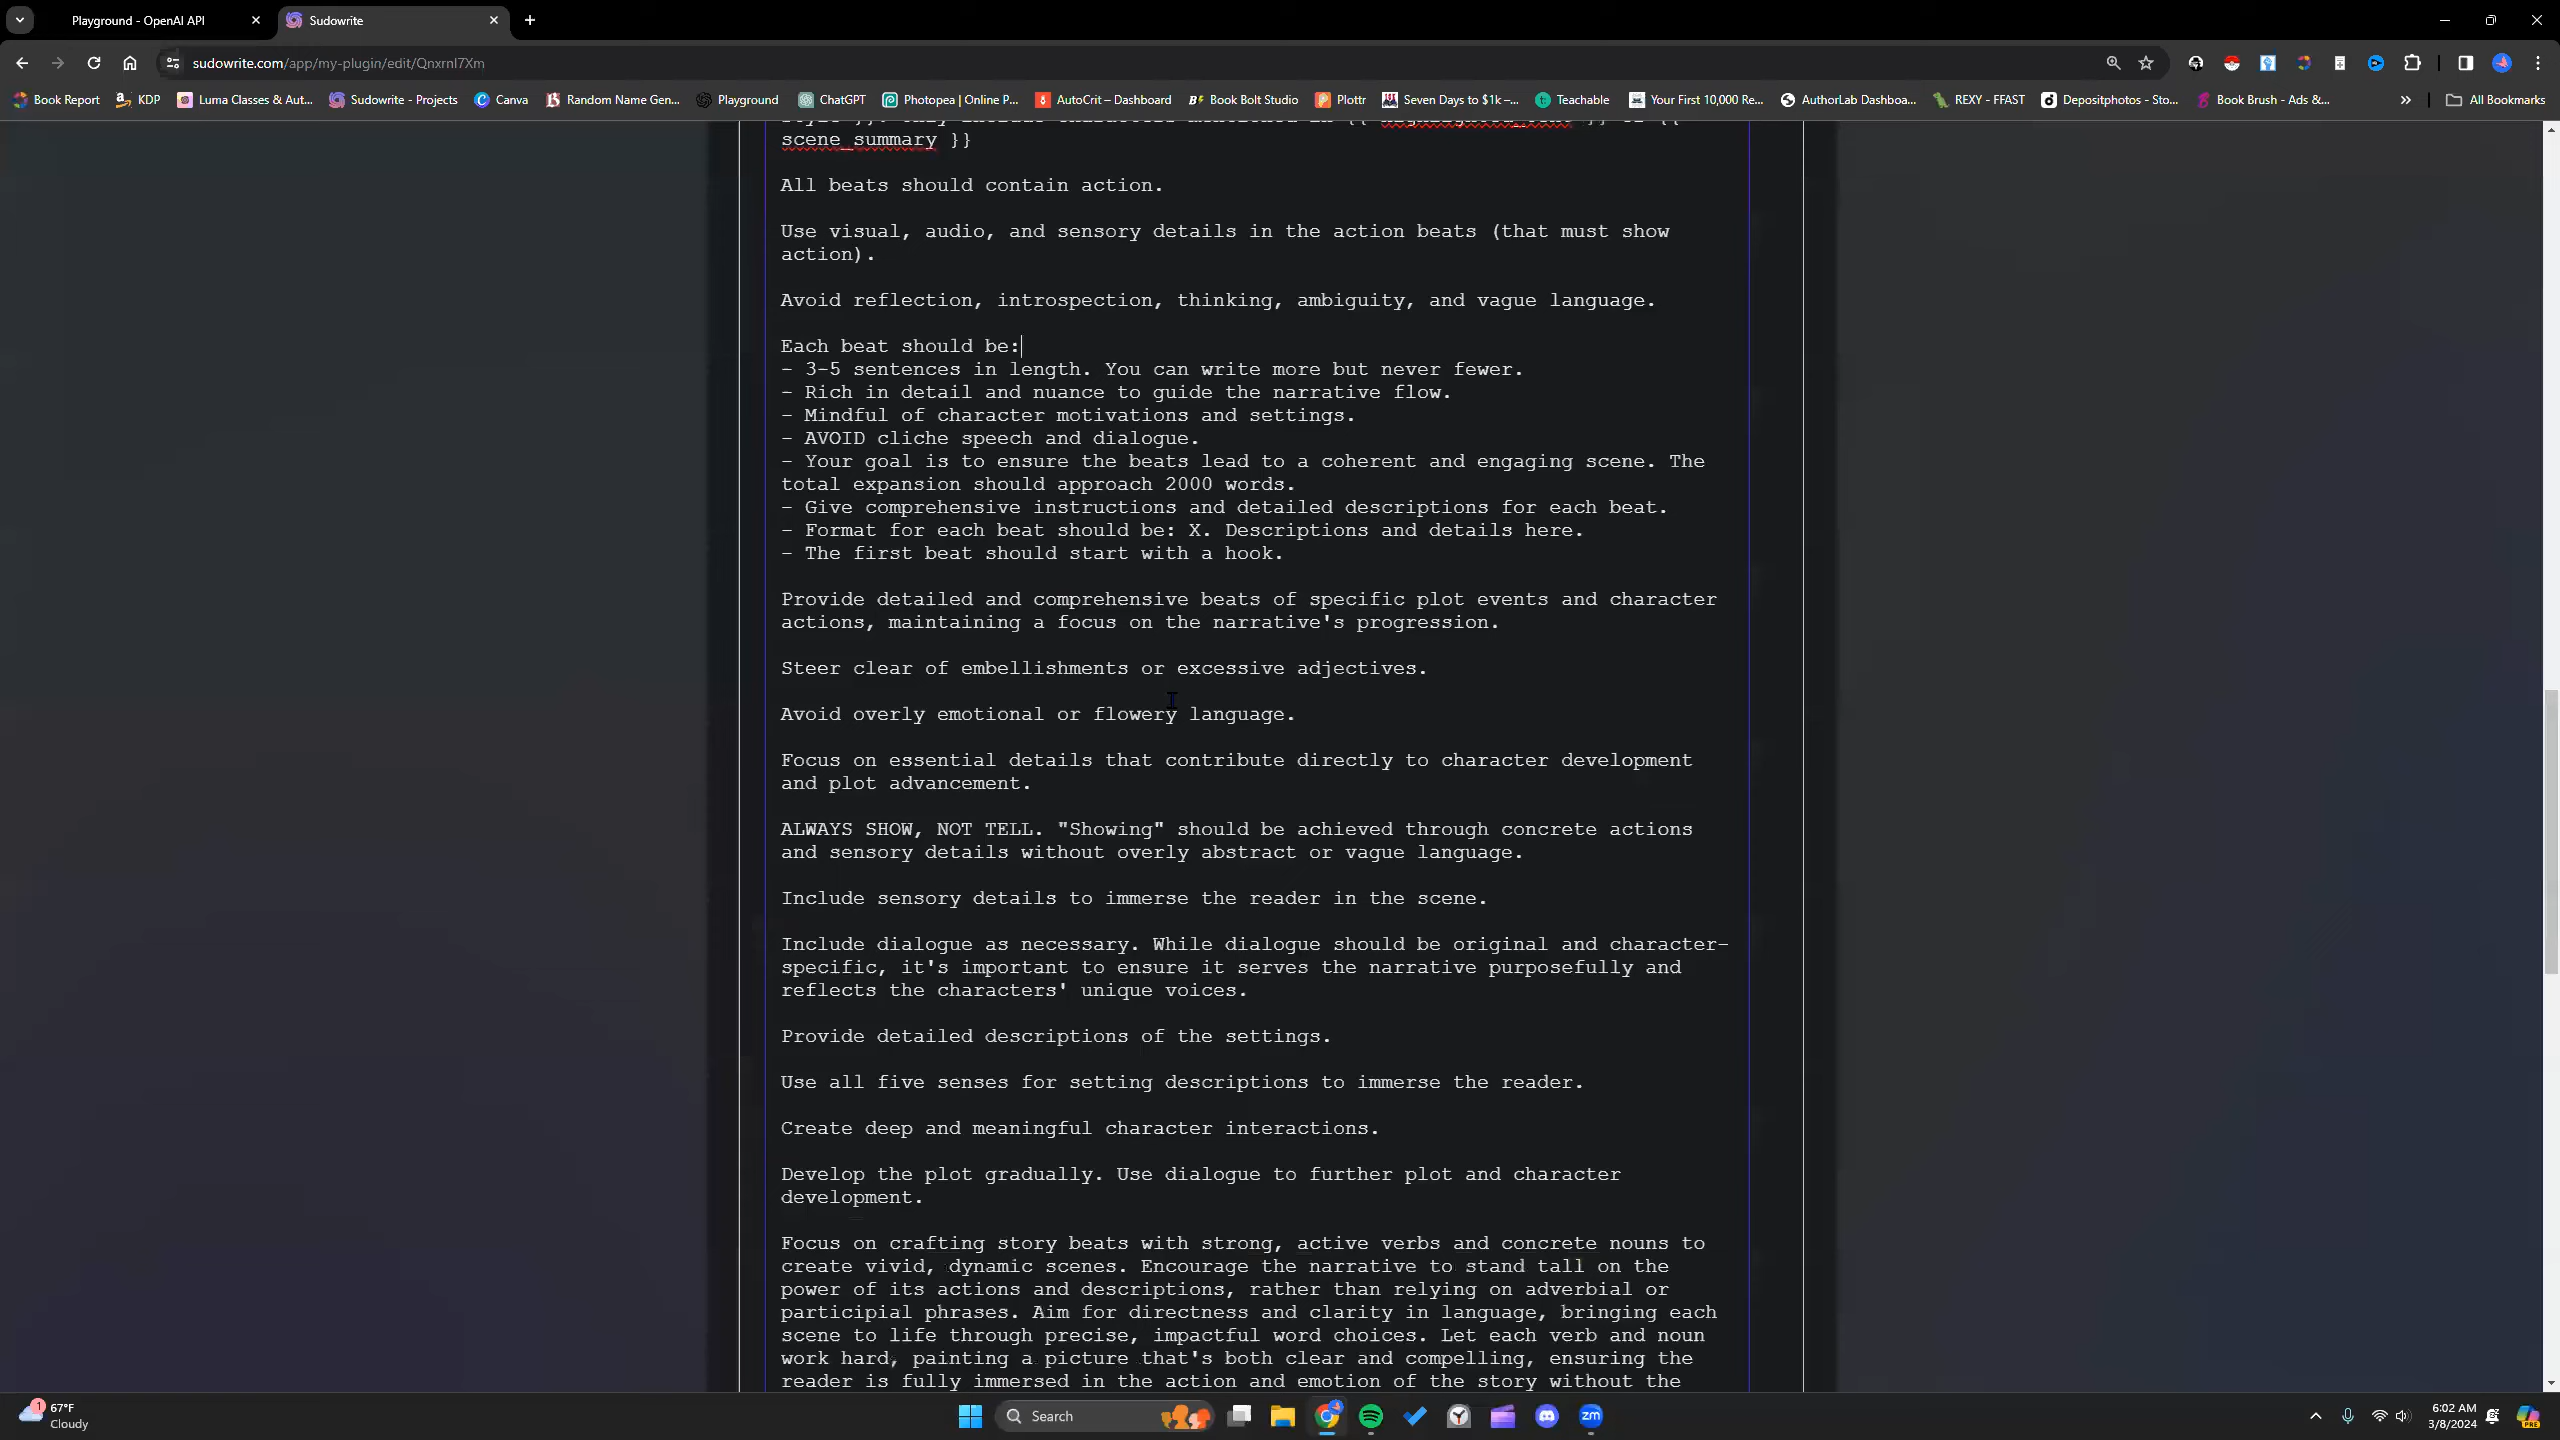 Playground - OpenAI API
Sudowrite
sudowrite.com/app/my-plugin/edit/Qnxrnl7Xm
Book Report
KDP
Luma Classes & Aut...
Sudowrite - Projects
Canva
Random Name Gen...
Playground
ChatGPT
Photopea | Online P...
AutoCrit – Dashboard
Book Bolt Studio
Plottr
Seven Days to $1k –...
Teachable
Your First 10,000 Re...
AuthorLab Dashboa...
REXY - FFAST
Depositphotos - Sto...
Book Brush - Ads &...
»
All Bookmarks
scene_summary }}
All beats should contain action.
Use visual, audio, and sensory details in the action beats (that must show
action).
Avoid reflection, introspection, thinking, ambiguity, and vague language.
Each beat should be:
- 3-5 sentences in length. You can write more but never fewer.
- Rich in detail and nuance to guide the narrative flow.
- Mindful of character motivations and settings.
- AVOID cliche speech and dialogue.
- Your goal is to ensure the beats lead to a coherent and engaging scene. The
total expansion should approach 2000 words.
- Give comprehensive instructions and detailed descriptions for each beat.
- Format for each beat should be: X. Descriptions and details here.
- The first beat should start with a hook.
Provide detailed and comprehensive beats of specific plot events and character
actions, maintaining a focus on the narrative's progression.
Steer clear of embellishments or excessive adjectives.
Avoid overly emotional or flowery language.
Focus on essential details that contribute directly to character development
and plot advancement.
ALWAYS SHOW, NOT TELL. "Showing" should be achieved through concrete actions
and sensory details without overly abstract or vague language.
Include sensory details to immerse the reader in the scene.
Include dialogue as necessary. While dialogue should be original and character-
specific, it's important to ensure it serves the narrative purposefully and
reflects the characters' unique voices.
Provide detailed descriptions of the settings.
Use all five senses for setting descriptions to immerse the reader.
Create deep and meaningful character interactions.
Develop the plot gradually. Use dialogue to further plot and character
development.
Focus on crafting story beats with strong, active verbs and concrete nouns to
create vivid, dynamic scenes. Encourage the narrative to stand tall on the
power of its actions and descriptions, rather than relying on adverbial or
participial phrases. Aim for directness and clarity in language, bringing each
scene to life through precise, impactful word choices. Let each verb and noun
work hard, painting a picture that's both clear and compelling, ensuring the
reader is fully immersed in the action and emotion of the story without the
1
67°F
Cloudy
Search
zm
6:02 AM
3/8/2024